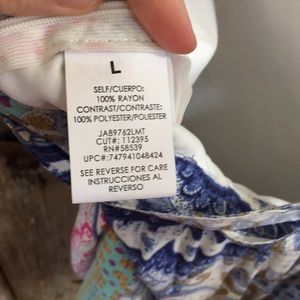 L
SELF/CUERPO:
100% RAYON
CONTRAST/CONTRASTE:
100% POLYESTER/POLIESTER
JA89762LMT
CUT#: 112395
RN#58539
UPC#:747941048424
SEE REVERSE FOR CARE
INSTRUCCIONES AL
REVERSO